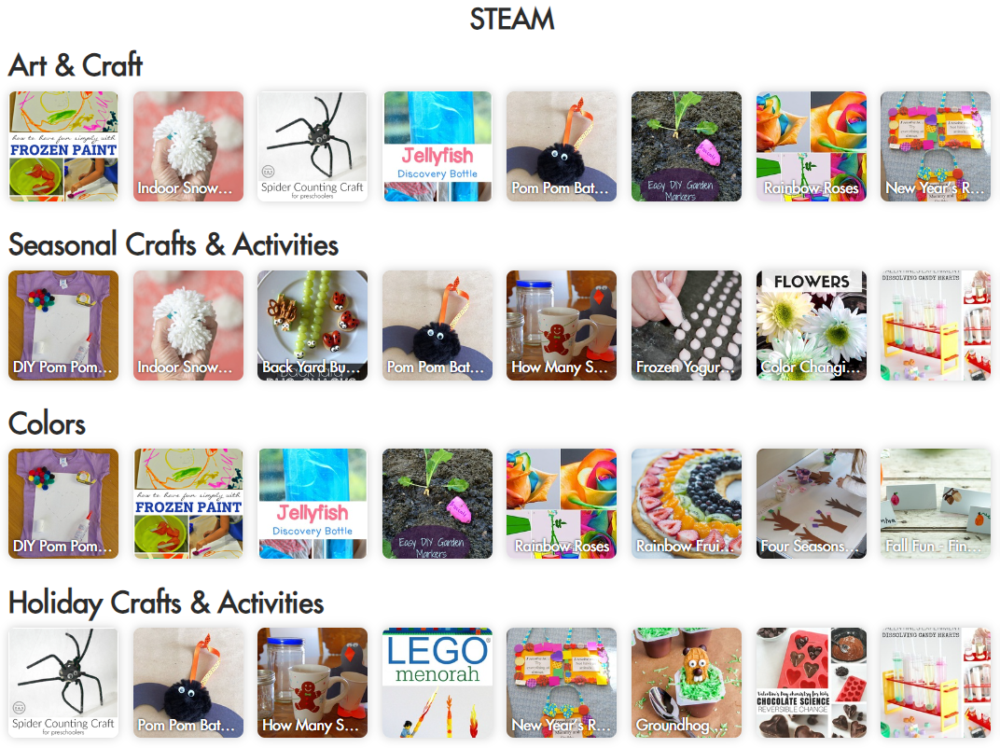 STEAM
Art & Craft
how to have fun simply with
FROZEN PAINT
Indoor Snow...
Spider Counting Craft
for preschoolers
Jellyfish
Discovery Bottle
Pom Pom Bat...
Easy DIY Garden
Markers
Rainbow Roses
New Year's R...
Seasonal Crafts & Activities
DIY Pom Pom...
Indoor Snow...
Back Yard Bu...
Pom Pom Bat...
How Many S...
Frozen Yogur...
FLOWERS
Color Changi...
DISSOLVING CANDY HEARTS
Colors
DIY Pom Pom...
how to have fun simply with
FROZEN PAINT
Jellyfish
Discovery Bottle
Easy DIY Garden
Markers
Rainbow Roses
Rainbow Frui...
Four Seasons...
Fall Fun - Fin...
Holiday Crafts & Activities
Spider Counting Craft
for preschoolers
Pom Pom Bat...
How Many S...
LEGO®
menorah
New Year's R...
Groundhog ...
Valentine's Day chemistry for kids
CHOCOLATE SCIENCE
REVERSIBLE CHANGE
DISSOLVING CANDY HEARTS